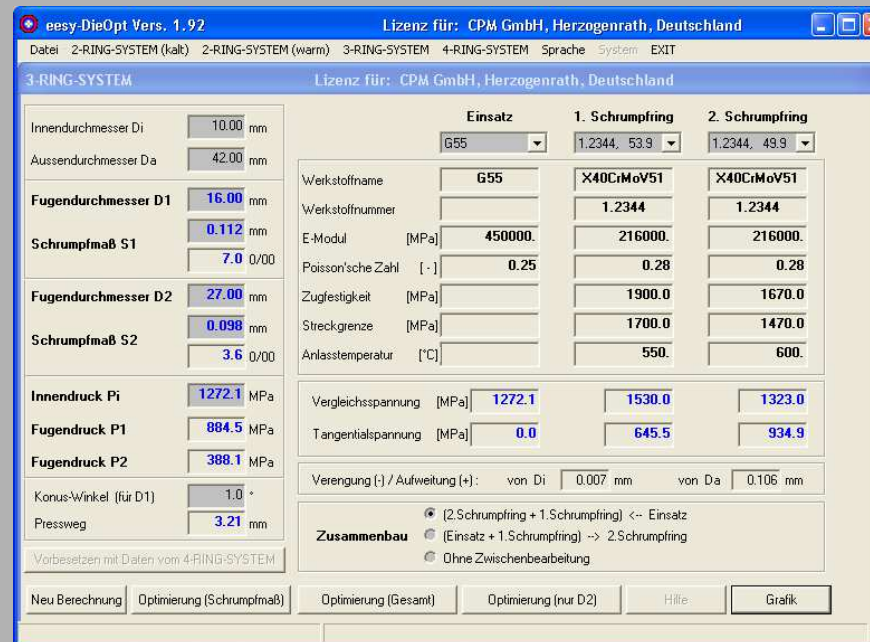 eesy-DieOpt Vers. 1.92 Lizenz für: CPM GmbH, Herzogenrath, Deutschland
Datei 2-RING-SYSTEM (kalt) 2-RING-SYSTEM (warm) 3-RING-SYSTEM 4-RING-SYSTEM Sprache System EXIT
3-RING-SYSTEM Lizenz für: CPM GmbH, Herzogenrath, Deutschland
Einsatz 1. Schrumpfring 2. Schrumpfring
Innendurchmesser Di 10.00 mm
G55 1.2344, 53.9 1.2344, 49.9
Aussendurchmesser Da 42.00 mm
Werkstoffname G55 X40CrMoV51 X40CrMoV51
Fugendurchmesser D1 16.00 mm
Werkstoffnummer 1.2344 1.2344
Schrumpfmaß S1 0.112 mm
E-Modul [MPa] 450000. 216000. 216000.
7.0 0/00
Poisson'sche Zahl [ - ] 0.25 0.28 0.28
Fugendurchmesser D2 27.00 mm
Zugfestigkeit [MPa] 1900.0 1670.0
Schrumpfmaß S2 0.098 mm
Streckgrenze [MPa] 1700.0 1470.0
3.6 0/00
Anlasstemperatur [°C] 550. 600.
Innendruck Pi 1272.1 MPa
Vergleichsspannung [MPa] 1272.1 1530.0 1323.0
Fugendruck P1 884.5 MPa
Tangentialspannung [MPa] 0.0 645.5 934.9
Fugendruck P2 388.1 MPa
Verengung (-) / Aufweitung (+) : von Di 0.007 mm von Da 0.106 mm
Konus-Winkel (für D1) 1.0 °
Pressweg 3.21 mm
Zusammenbau
(2.Schrumpfring + 1.Schrumpfring) <-- Einsatz
(Einsatz + 1.Schrumpfring) --> 2.Schrumpfring
Ohne Zwischenbearbeitung
Vorbesetzen mit Daten vom 4-RING-SYSTEM
Neu Berechnung Optimierung (Schrumpfmaß) Optimierung (Gesamt) Optimierung (nur D2) Hilfe Grafik